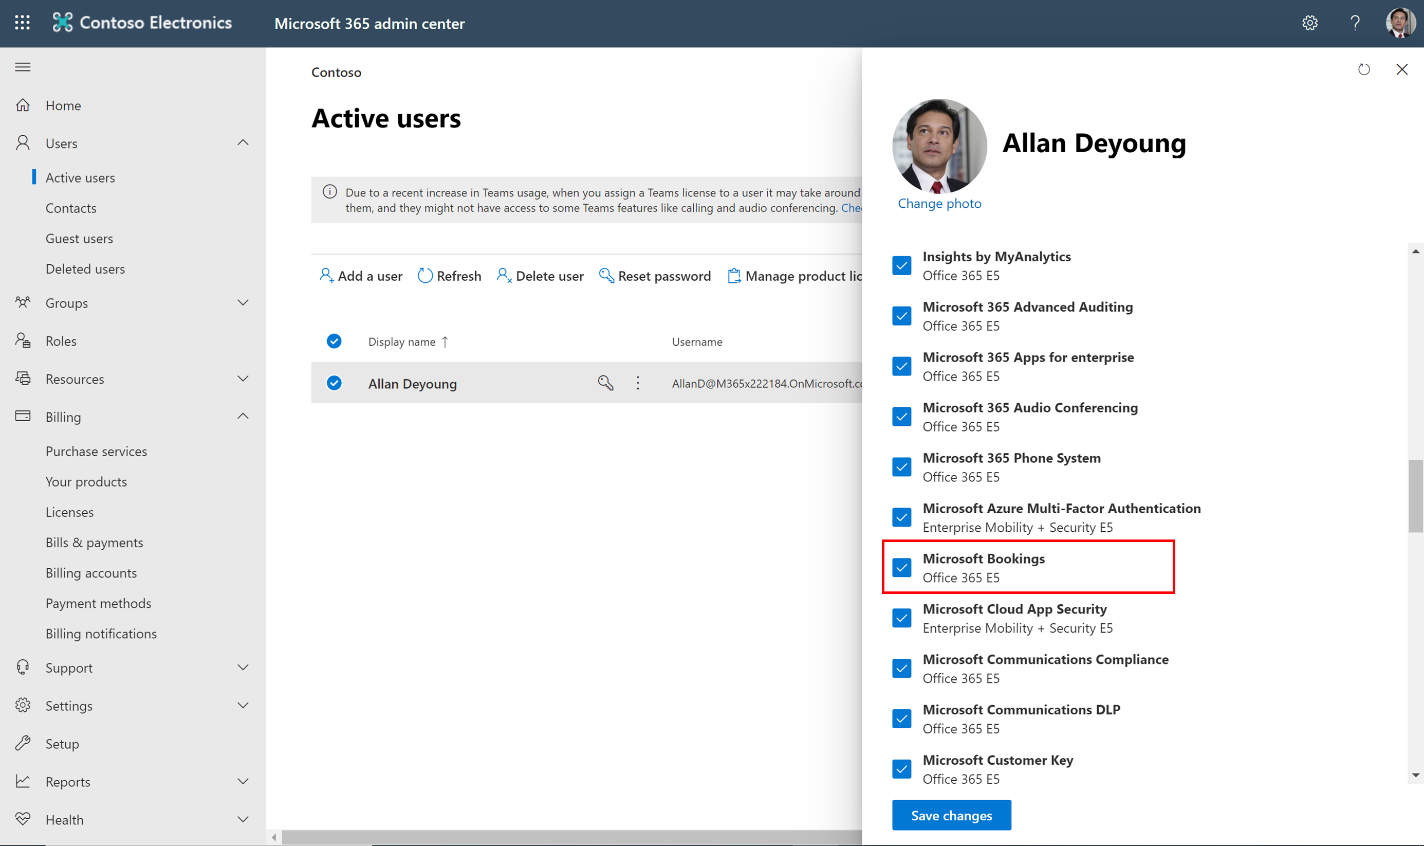 Contoso Electronics
Microsoft 365 admin center
?
Home
Users
Active users
Contacts
Guest users
Deleted users
Groups
Roles
Resources
Billing
Purchase services
Your products
Licenses
Bills & payments
Billing accounts
Payment methods
Billing notifications
Support
Settings
Setup
Reports
Health
Contoso
Active users
Due to a recent increase in Teams usage, when you assign a Teams license to a user it may take around
them, and they might not have access to some Teams features like calling and audio conferencing. Chec
Add a user Refresh Delete user Reset password Manage product lic
Display name ↑ Username
Allan Deyoung AllanD@M365x222184.OnMicrosoft.co
Allan Deyoung
Change photo
Insights by MyAnalytics
Office 365 E5
Microsoft 365 Advanced Auditing
Office 365 E5
Microsoft 365 Apps for enterprise
Office 365 E5
Microsoft 365 Audio Conferencing
Office 365 E5
Microsoft 365 Phone System
Office 365 E5
Microsoft Azure Multi-Factor Authentication
Enterprise Mobility + Security E5
Microsoft Bookings
Office 365 E5
Microsoft Cloud App Security
Enterprise Mobility + Security E5
Microsoft Communications Compliance
Office 365 E5
Microsoft Communications DLP
Office 365 E5
Microsoft Customer Key
Office 365 E5
Save changes